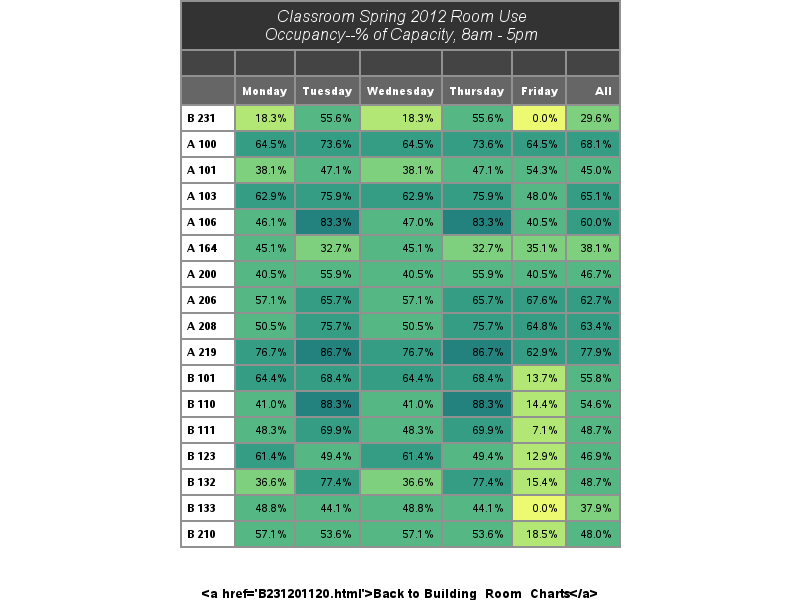 Classroom Spring 2012 Room Use
Occupancy--% of Capacity, 8am - 5pm
Monday Tuesday Wednesday Thursday Friday All
B 231 18.3% 55.6% 18.3% 55.6% 0.0% 29.6%
A 100 64.5% 73.6% 64.5% 73.6% 64.5% 68.1%
A 101 38.1% 47.1% 38.1% 47.1% 54.3% 45.0%
A 103 62.9% 75.9% 62.9% 75.9% 48.0% 65.1%
A 106 46.1% 83.3% 47.0% 83.3% 40.5% 60.0%
A 164 45.1% 32.7% 45.1% 32.7% 35.1% 38.1%
A 200 40.5% 55.9% 40.5% 55.9% 40.5% 46.7%
A 206 57.1% 65.7% 57.1% 65.7% 67.6% 62.7%
A 208 50.5% 75.7% 50.5% 75.7% 64.8% 63.4%
A 219 76.7% 86.7% 76.7% 86.7% 62.9% 77.9%
B 101 64.4% 68.4% 64.4% 68.4% 13.7% 55.8%
B 110 41.0% 88.3% 41.0% 88.3% 14.4% 54.6%
B 111 48.3% 69.9% 48.3% 69.9% 7.1% 48.7%
B 123 61.4% 49.4% 61.4% 49.4% 12.9% 46.9%
B 132 36.6% 77.4% 36.6% 77.4% 15.4% 48.7%
B 133 48.8% 44.1% 48.8% 44.1% 0.0% 37.9%
B 210 57.1% 53.6% 57.1% 53.6% 18.5% 48.0%
<a href='B231201120.html'>Back to Building_Room_Charts</a>